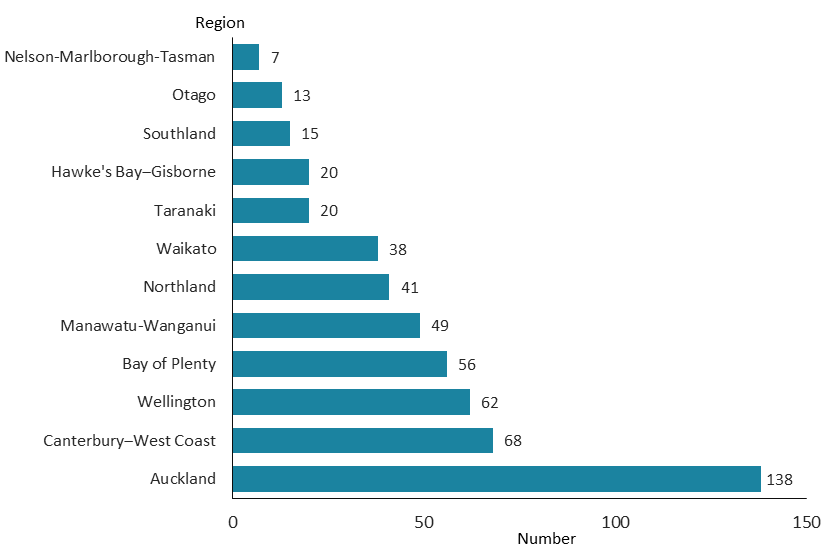 Region
Nelson-Marlborough-Tasman 7
Otago 13
Southland 15
Hawke's Bay–Gisborne 20
Taranaki 20
Waikato 38
Northland 41
Manawatu-Wanganui 49
Bay of Plenty 56
Wellington 62
Canterbury–West Coast 68
Auckland 138
0 50 100 150
Number